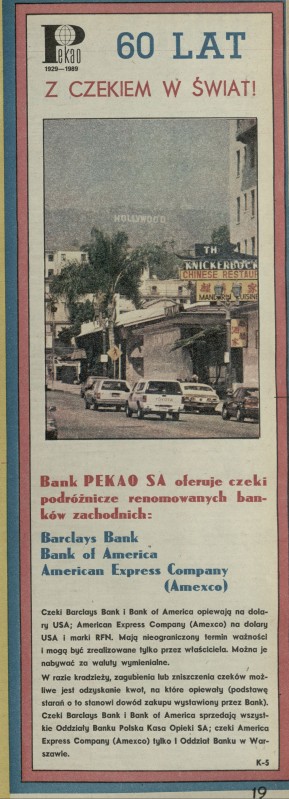 Pekao
1929—1989
60 LAT
Z CZEKIEM W ŚWIAT!
HOLLYWOOD
TH
KNICKERBOCK
CHINESE RESTAUR
MANDARIN CUISINE
Bank PEKAO SA oferuje czeki
podróżnicze renomowanych ban-
ków zachodnich:
Barclays Bank
Bank of America
American Express Company
(Amexco)
Czeki Barclays Bank i Bank of America opiewają na dola-
ry USA; American Express Company (Amexco) na dolary
USA i marki RFN. Mają nieograniczony termin ważności
i mogą być zrealizowane tylko przez właściciela. Można je
nabywać za waluty wymienialne.
W razie kradzieży, zagubienia lub zniszczenia czeków moż-
liwe jest odzyskanie kwot, na które opiewały (podstawę
starań o to stanowi dowód zakupu wystawiony przez Bank).
Czeki Barclays Bank i Bank of America sprzedają wszyst-
kie Oddziały Banku Polska Kasa Opieki SA; czeki America
Express Company (Amexco) tylko I Oddział Banku w War-
szawie.
K-5
19